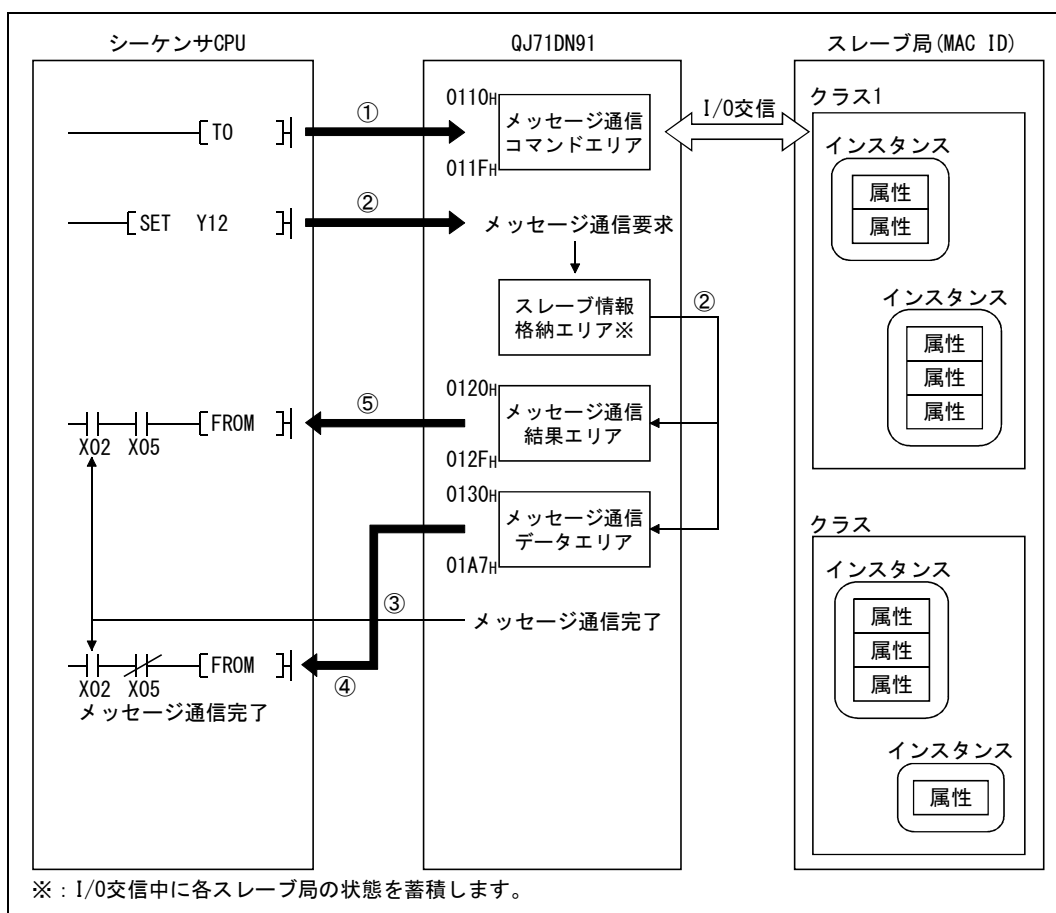 シーケンサCPU
QJ71DN91
スレーブ局(MAC ID)
TO
①
0110H
メッセージ通信
コマンドエリア
011FH
I/O交信
クラス1
インスタンス
属性
属性
SET Y12
②
メッセージ通信要求
スレーブ情報
格納エリア※
②
インスタンス
属性
属性
属性
X02 X05
FROM
⑤
0120H
メッセージ通信
結果エリア
012FH
0130H
メッセージ通信
データエリア
01A7H
クラス
インスタンス
属性
属性
属性
③
メッセージ通信完了
X02 X05
FROM
④
メッセージ通信完了
インスタンス
属性
※：I/O交信中に各スレーブ局の状態を蓄積します。